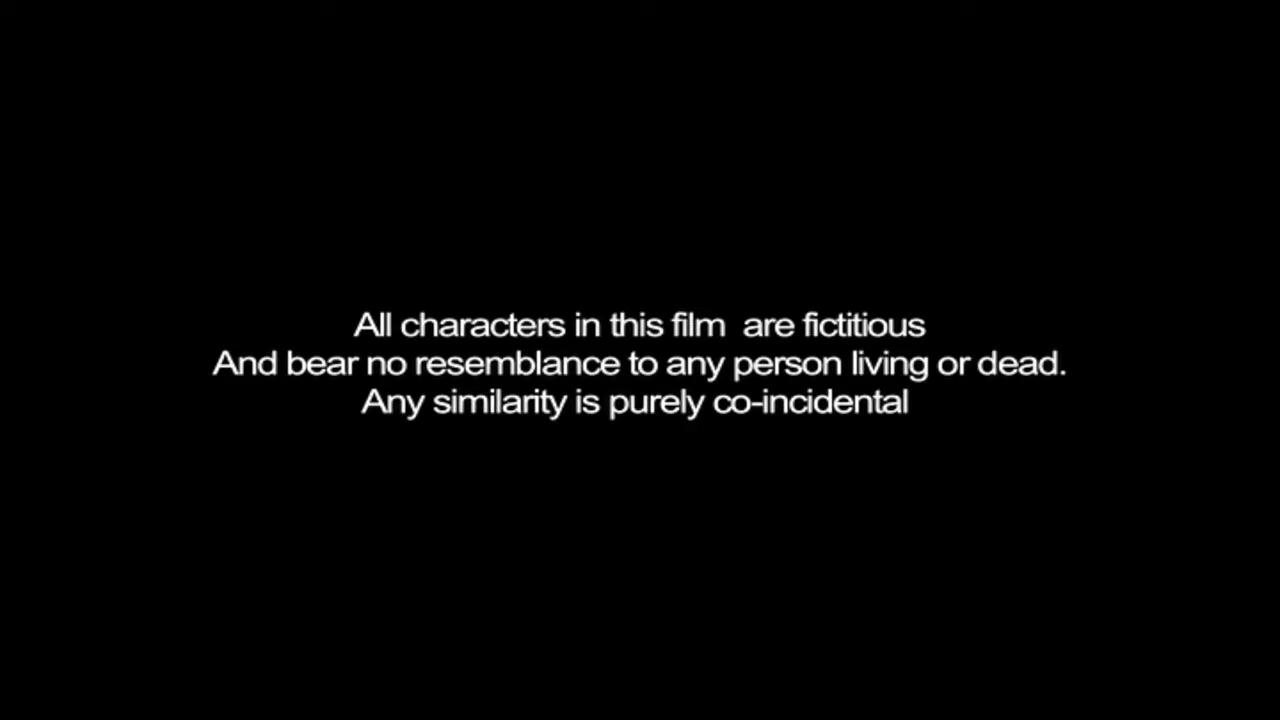 All characters in this film  are fictitious
And bear no resemblance to any person living or dead.
Any similarity is purely co-incidental